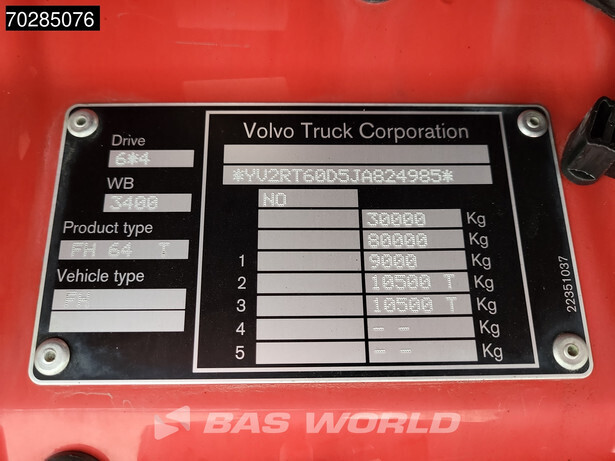 70285076
Volvo Truck Corporation
Drive
6*4
*YV2RT60D5JA824985*
WB
3400
NO
Product type
30000 Kg
FH 64 T
80000 Kg
Vehicle type
1 9000 Kg
FH
2 10500 T Kg
3 10500 T Kg
4 -- -- Kg
5 -- -- Kg
22351037
BAS WORLD